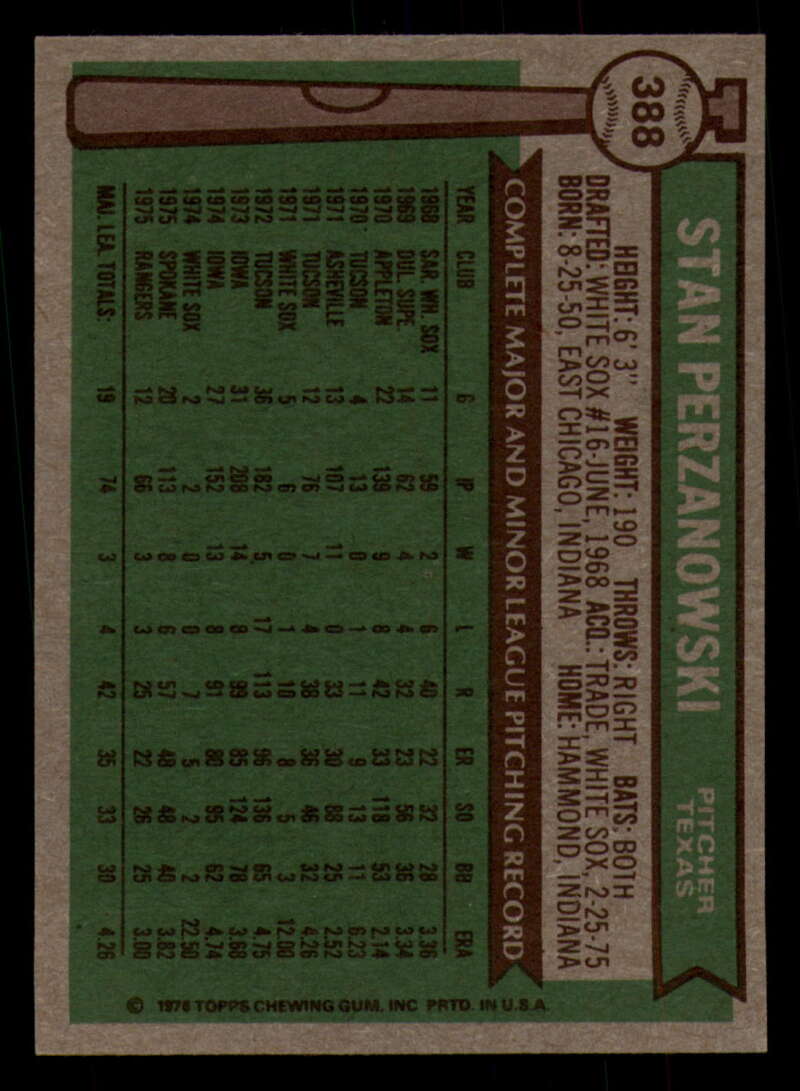 388
STAN PERZANOWSKI
PITCHER
TEXAS
HEIGHT: 6' 3" WEIGHT: 190 THROWS: RIGHT BATS: BOTH
DRAFTED: WHITE SOX #16-JUNE, 1968 ACQ.: TRADE, WHITE SOX, 2-25-75
BORN: 8-25-50, EAST CHICAGO, INDIANA HOME: HAMMOND, INDIANA
COMPLETE MAJOR AND MINOR LEAGUE PITCHING RECORD
YEAR CLUB G IP W L R ER SO BB ERA
1968 SAR. WH. SOX 11 59 2 6 40 22 32 28 3.36
1969 DUL. SUPE. 14 62 4 4 32 23 56 36 3.34
1970 APPLETON 22 139 9 8 42 33 118 53 2.14
1970 TUCSON 4 13 0 1 11 9 13 11 6.23
1971 ASHEVILLE 13 107 11 0 33 30 88 25 2.52
1971 TUCSON 12 76 7 4 38 36 46 32 4.26
1971 WHITE SOX 5 6 0 1 10 8 5 3 12.00
1972 TUCSON 36 182 5 17 113 96 136 65 4.75
1973 IOWA 31 208 14 8 99 85 124 78 3.68
1974 IOWA 27 152 13 8 91 80 95 62 4.74
1974 WHITE SOX 2 2 0 0 7 5 2 2 22.50
1975 SPOKANE 20 113 8 6 57 48 48 40 3.82
1975 RANGERS 12 66 3 3 25 22 26 25 3.00
MAJ. LEA. TOTALS: 19 74 3 4 42 35 33 30 4.26
© 1976 TOPPS CHEWING GUM, INC PRTD. IN U.S.A.